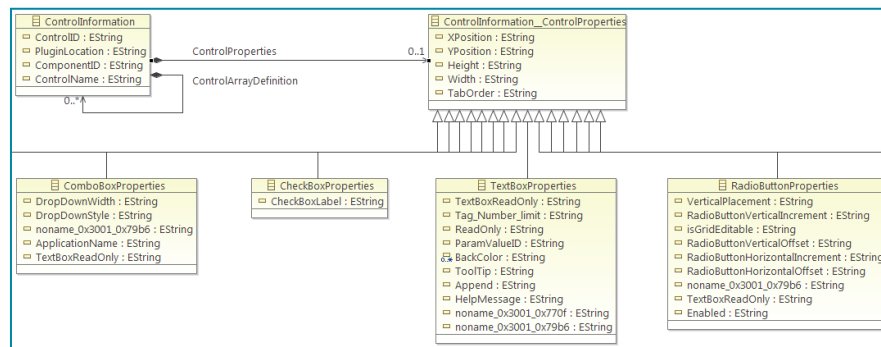 ControlInformation
ControlID : EString
PluginLocation : EString
ComponentID : EString
ControlName : EString
ControlProperties
0..1
ControlArrayDefinition
0..*
ControlInformation__ControlProperties
XPosition : EString
YPosition : EString
Height : EString
Width : EString
TabOrder : EString
ComboBoxProperties
DropDownWidth : EString
DropDownStyle : EString
noname_0x3001_0x79b6 : EString
ApplicationName : EString
TextBoxReadOnly : EString
CheckBoxProperties
CheckBoxLabel : EString
TextBoxProperties
TextBoxReadOnly : EString
Tag_Number_limit : EString
ReadOnly : EString
ParamValueID : EString
0..* BackColor : EString
ToolTip : EString
Append : EString
HelpMessage : EString
noname_0x3001_0x770f : EString
noname_0x3001_0x79b6 : EString
RadioButtonProperties
VerticalPlacement : EString
RadioButtonVerticalIncrement : EString
isGridEditable : EString
RadioButtonVerticalOffset : EString
RadioButtonHorizontalIncrement : EString
RadioButtonHorizontalOffset : EString
noname_0x3001_0x79b6 : EString
TextBoxReadOnly : EString
Enabled : EString